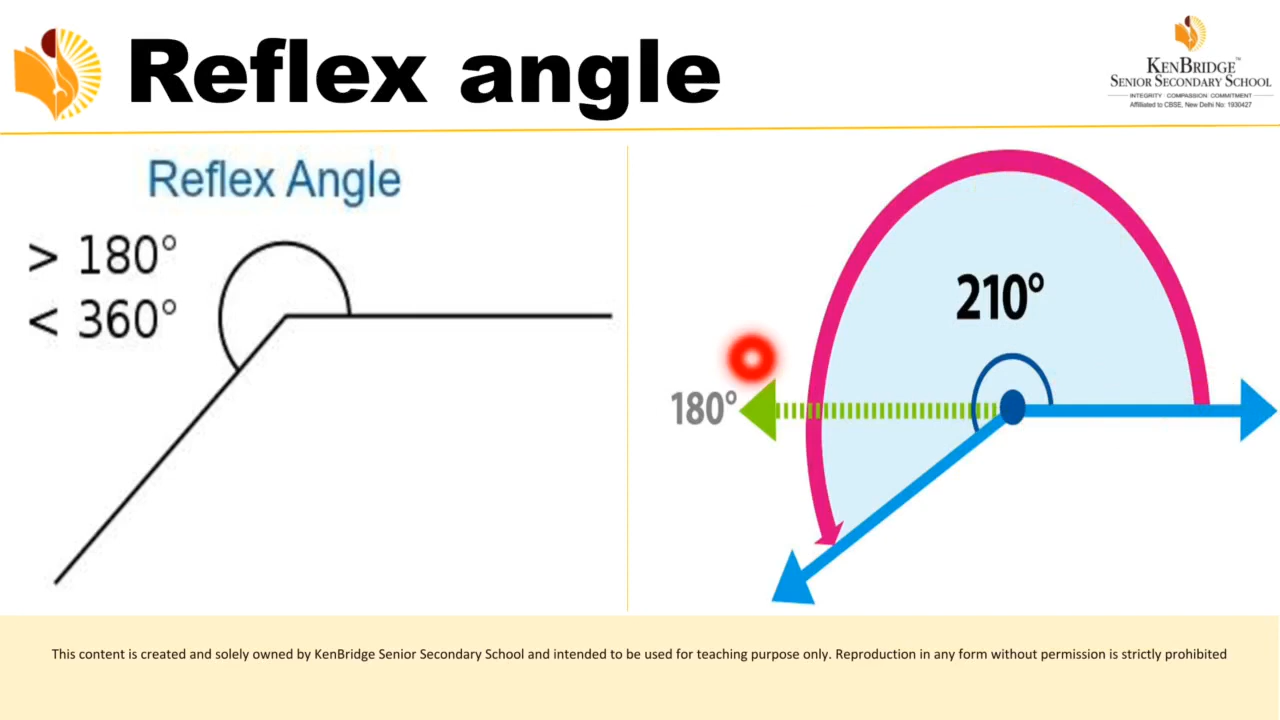 Reflex angle
KENBRIDGE™
SENIOR SECONDARY SCHOOL
INTEGRITY COMPASSION COMMITMENT
Affiliated to CBSE, New Delhi No: 1930427
Reflex Angle
> 180°
< 360°
210°
180°
This content is created and solely owned by KenBridge Senior Secondary School and intended to be used for teaching purpose only. Reproduction in any form without permission is strictly prohibited